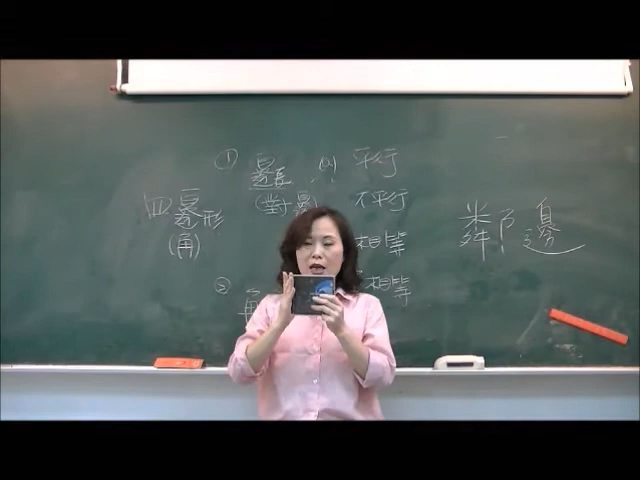 ① 邊長 平行
四邊形 (對邊) 不平行 鄰邊
(角) 相等
② 相等